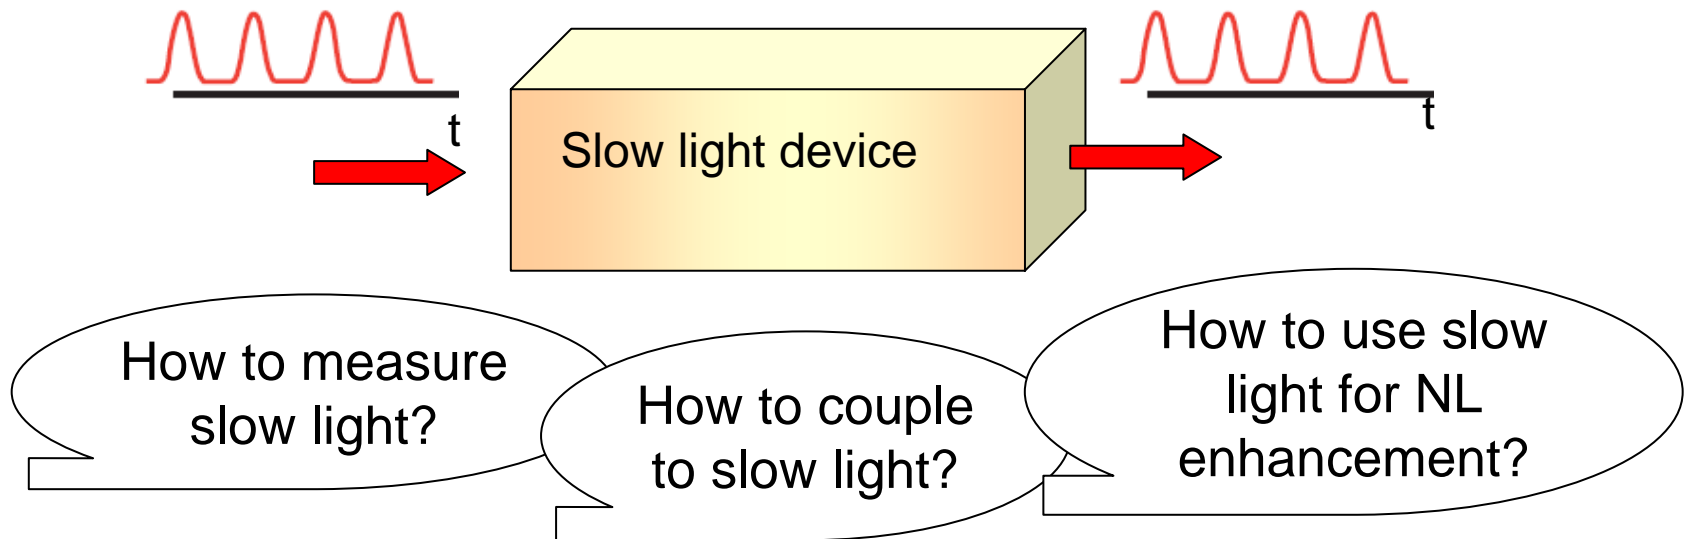 t
t
Slow light device
How to measure
slow light?
How to couple
to slow light?
How to use slow
light for NL
enhancement?